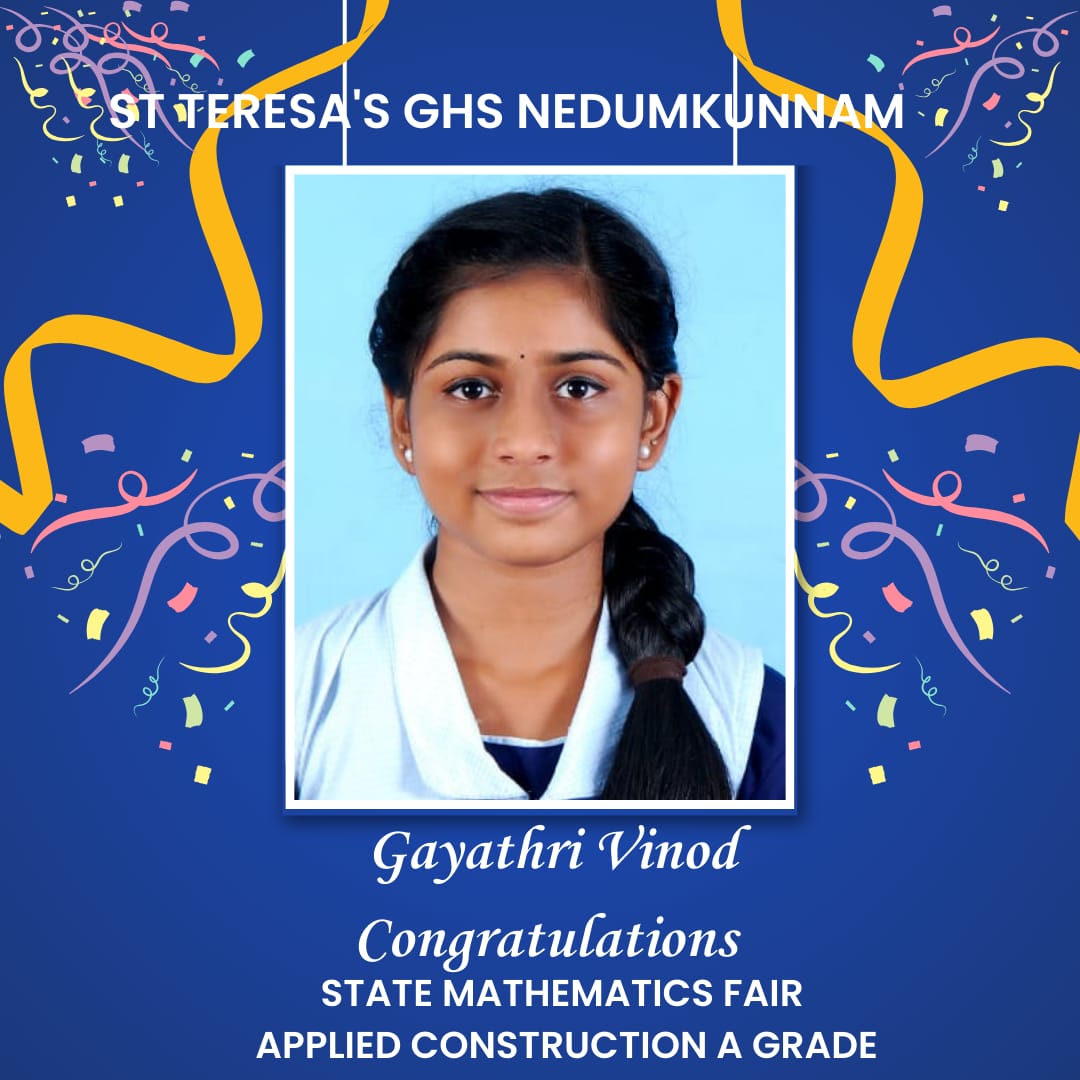 ST TERESA'S GHS NEDUMKUNNAM
Gayathri Vinod
Congratulations
STATE MATHEMATICS FAIR
APPLIED CONSTRUCTION A GRADE